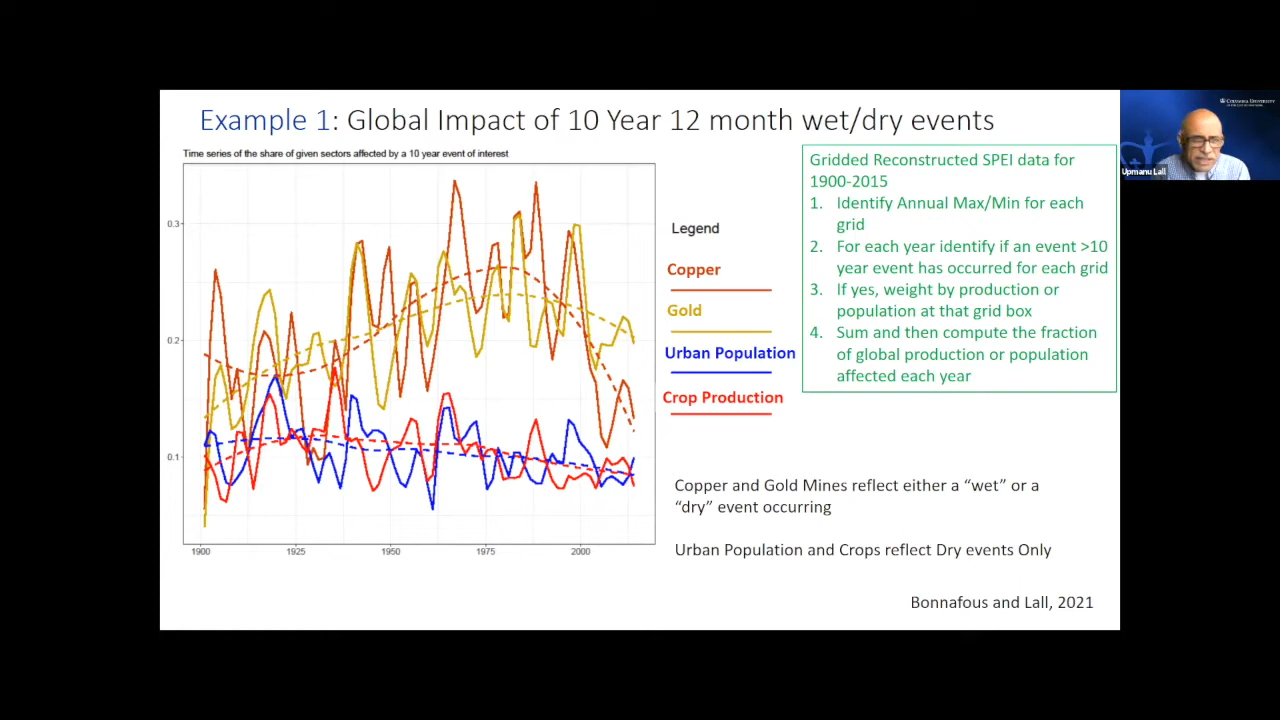 Example 1: Global Impact of 10 Year 12 month wet/dry events
Time series of the share of given sectors affected by a 10 year event of interest
0.3
0.2
0.1
1900
1925
1950
1975
2000
Legend
Copper
Gold
Urban Population
Crop Production
Gridded Reconstructed SPEI data for
1900-2015
1. Identify Annual Max/Min for each
grid
2. For each year identify if an event >10
year event has occurred for each grid
3. If yes, weight by production or
population at that grid box
4. Sum and then compute the fraction
of global production or population
affected each year
Copper and Gold Mines reflect either a “wet” or a
“dry” event occurring
Urban Population and Crops reflect Dry events Only
Bonnafous and Lall, 2021
COLUMBIA UNIVERSITY
Upmanu Lall